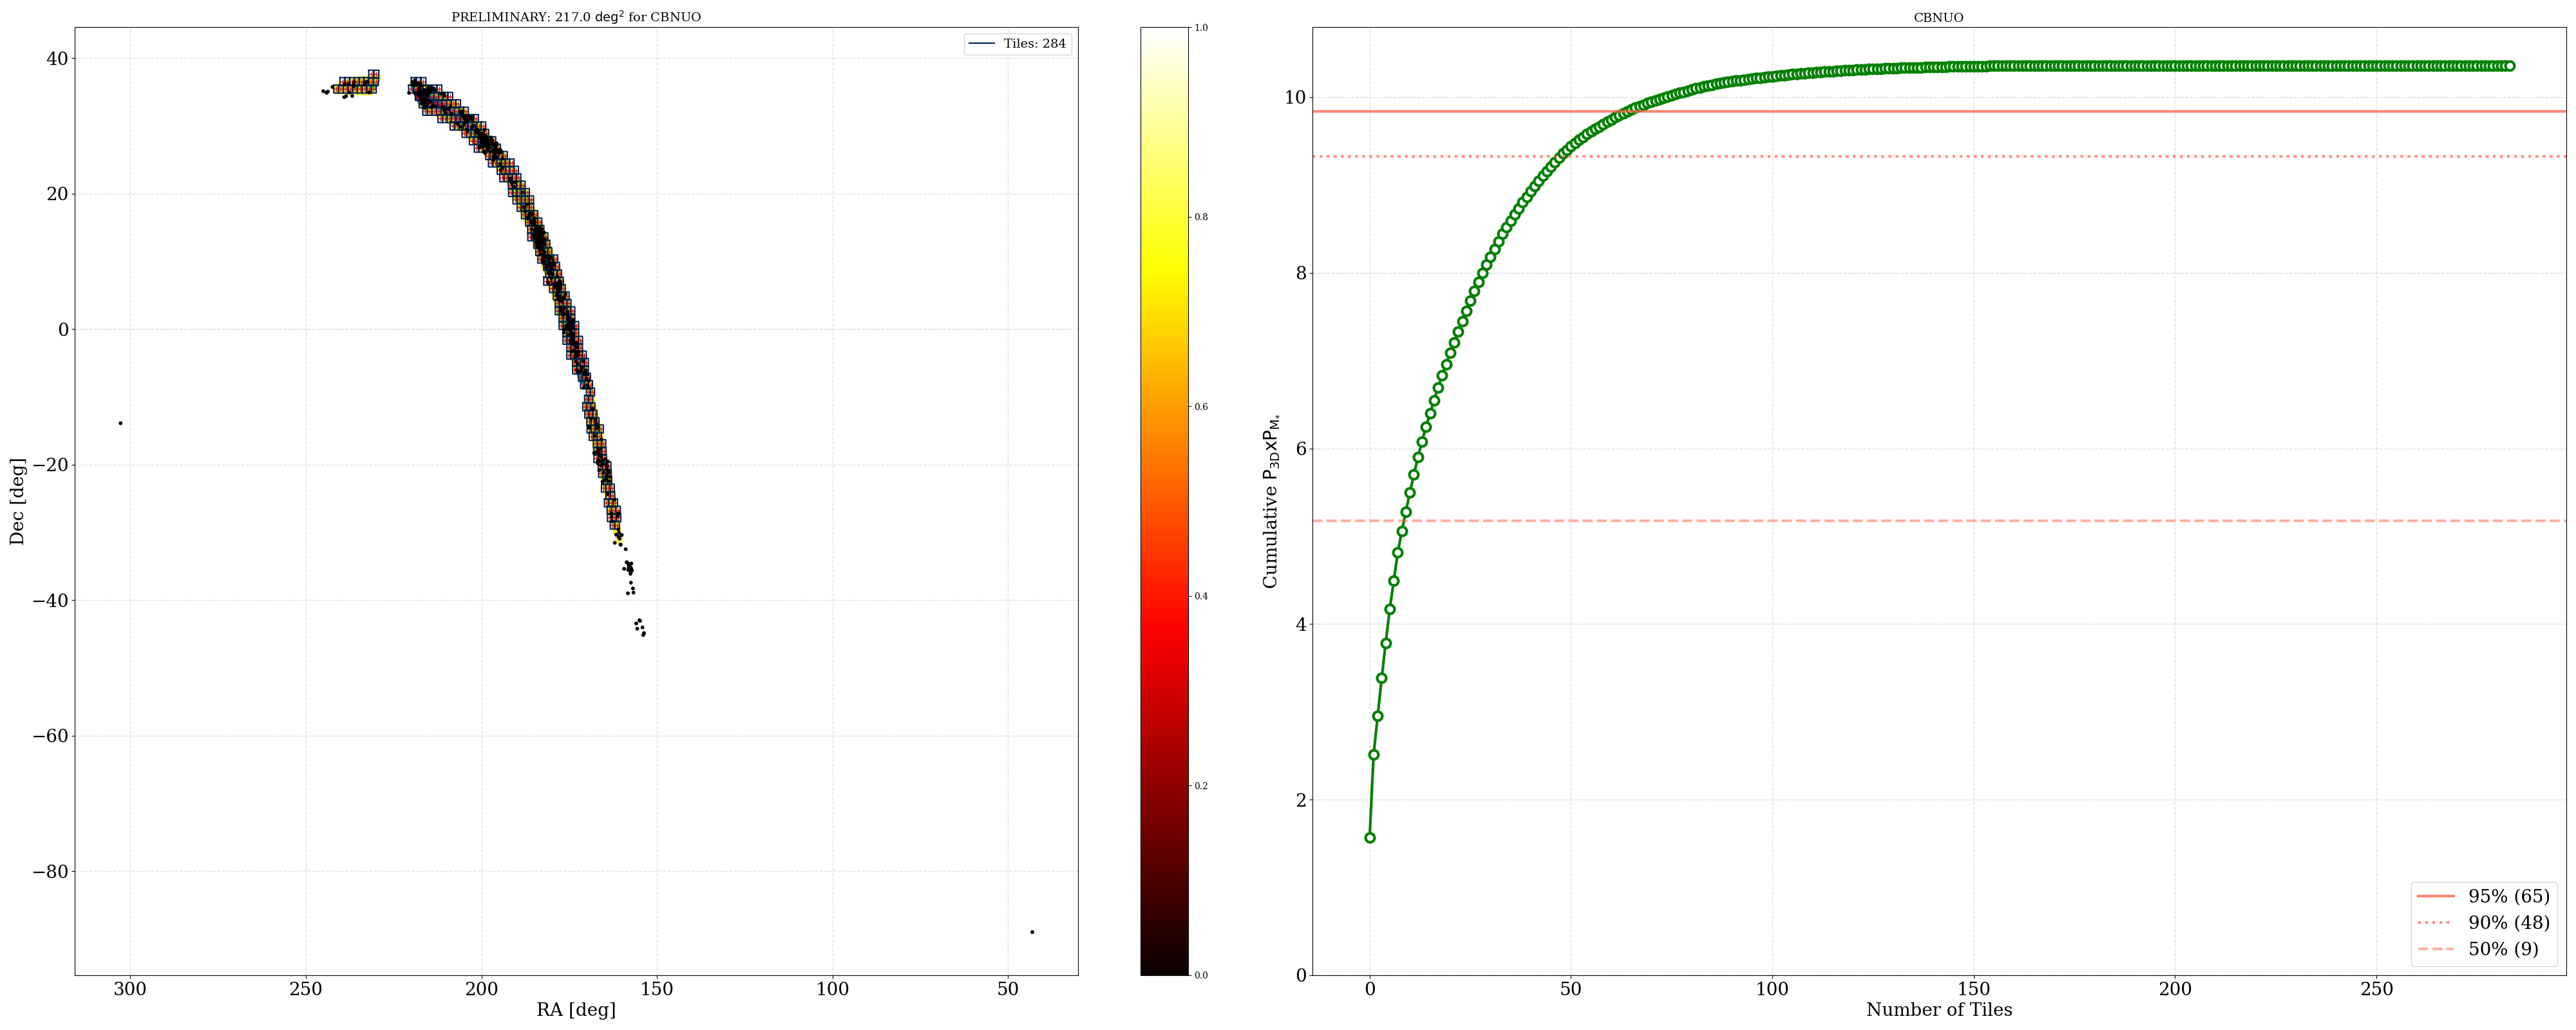 PRELIMINARY: 217.0 deg² for CBNUO
Tiles: 284
40
20
0
−20
−40
−60
−80
Dec [deg]
300 250 200 150 100 50
RA [deg]
1.0
0.8
0.6
0.4
0.2
0.0
CBNUO
10
8
6
4
2
0
Cumulative P3DxPM*
0 50 100 150 200 250
Number of Tiles
95% (65)
90% (48)
50% (9)